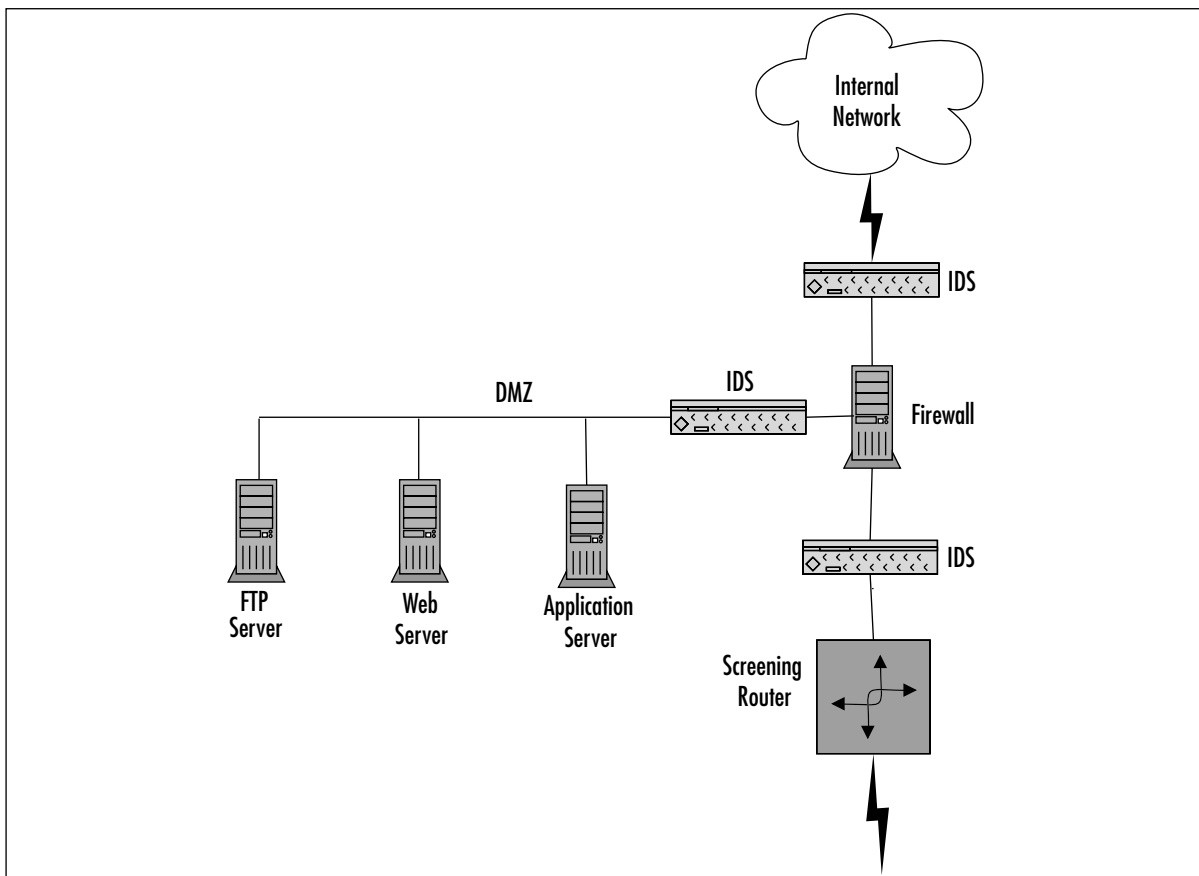 Internal
Network
IDS
DMZ
IDS
Firewall
IDS
FTP
Server
Web
Server
Application
Server
Screening
Router